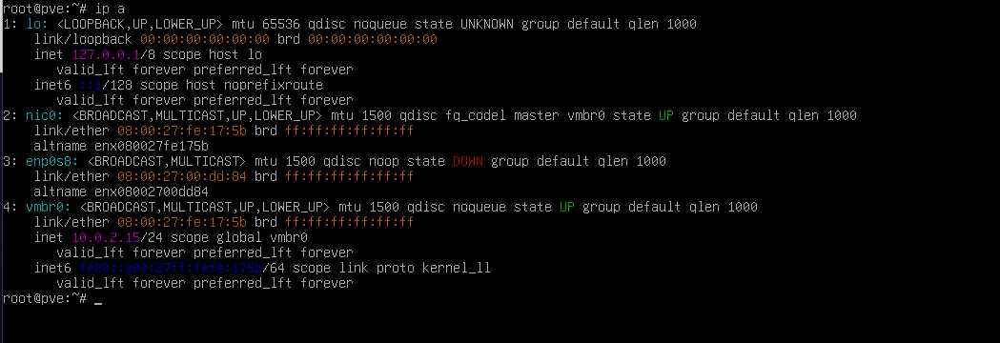 root@pve:~# ip a
1: lo: <LOOPBACK,UP,LOWER_UP> mtu 65536 qdisc noqueue state UNKNOWN group default qlen 1000
    link/loopback 00:00:00:00:00:00 brd 00:00:00:00:00:00
    inet 127.0.0.1/8 scope host lo
       valid_lft forever preferred_lft forever
    inet6 ::1/128 scope host noprefixroute
       valid_lft forever preferred_lft forever
2: nic0: <BROADCAST,MULTICAST,UP,LOWER_UP> mtu 1500 qdisc fq_codel master vmbr0 state UP group default qlen 1000
    link/ether 08:00:27:fe:17:5b brd ff:ff:ff:ff:ff:ff
    altname enx080027fe175b
3: enp0s8: <BROADCAST,MULTICAST> mtu 1500 qdisc noop state DOWN group default qlen 1000
    link/ether 08:00:27:00:dd:84 brd ff:ff:ff:ff:ff:ff
    altname enx08002700dd84
4: vmbr0: <BROADCAST,MULTICAST,UP,LOWER_UP> mtu 1500 qdisc noqueue state UP group default qlen 1000
    link/ether 08:00:27:fe:17:5b brd ff:ff:ff:ff:ff:ff
    inet 10.0.2.15/24 scope global vmbr0
       valid_lft forever preferred_lft forever
    inet6 fe80::a00:27ff:fefe:175b/64 scope link proto kernel_ll
       valid_lft forever preferred_lft forever
root@pve:~# _